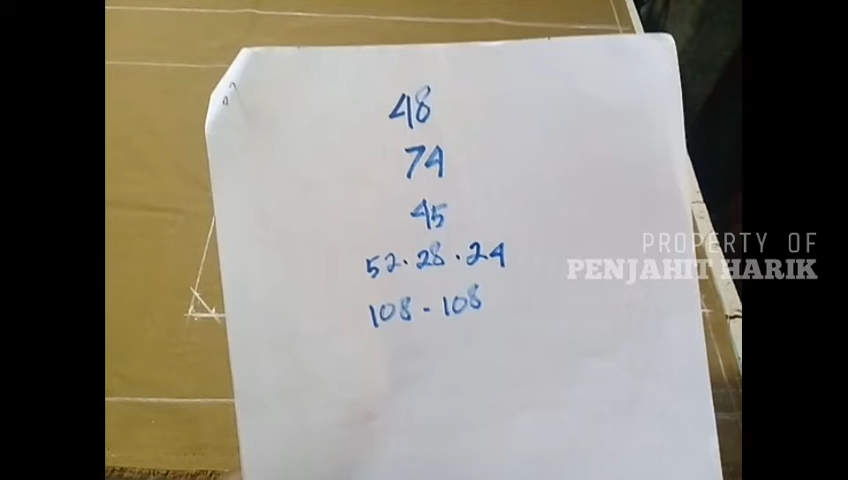 48
74
45
52 . 28 . 24
108 - 108
PROPERTY OF
PENJAHIT HARIK